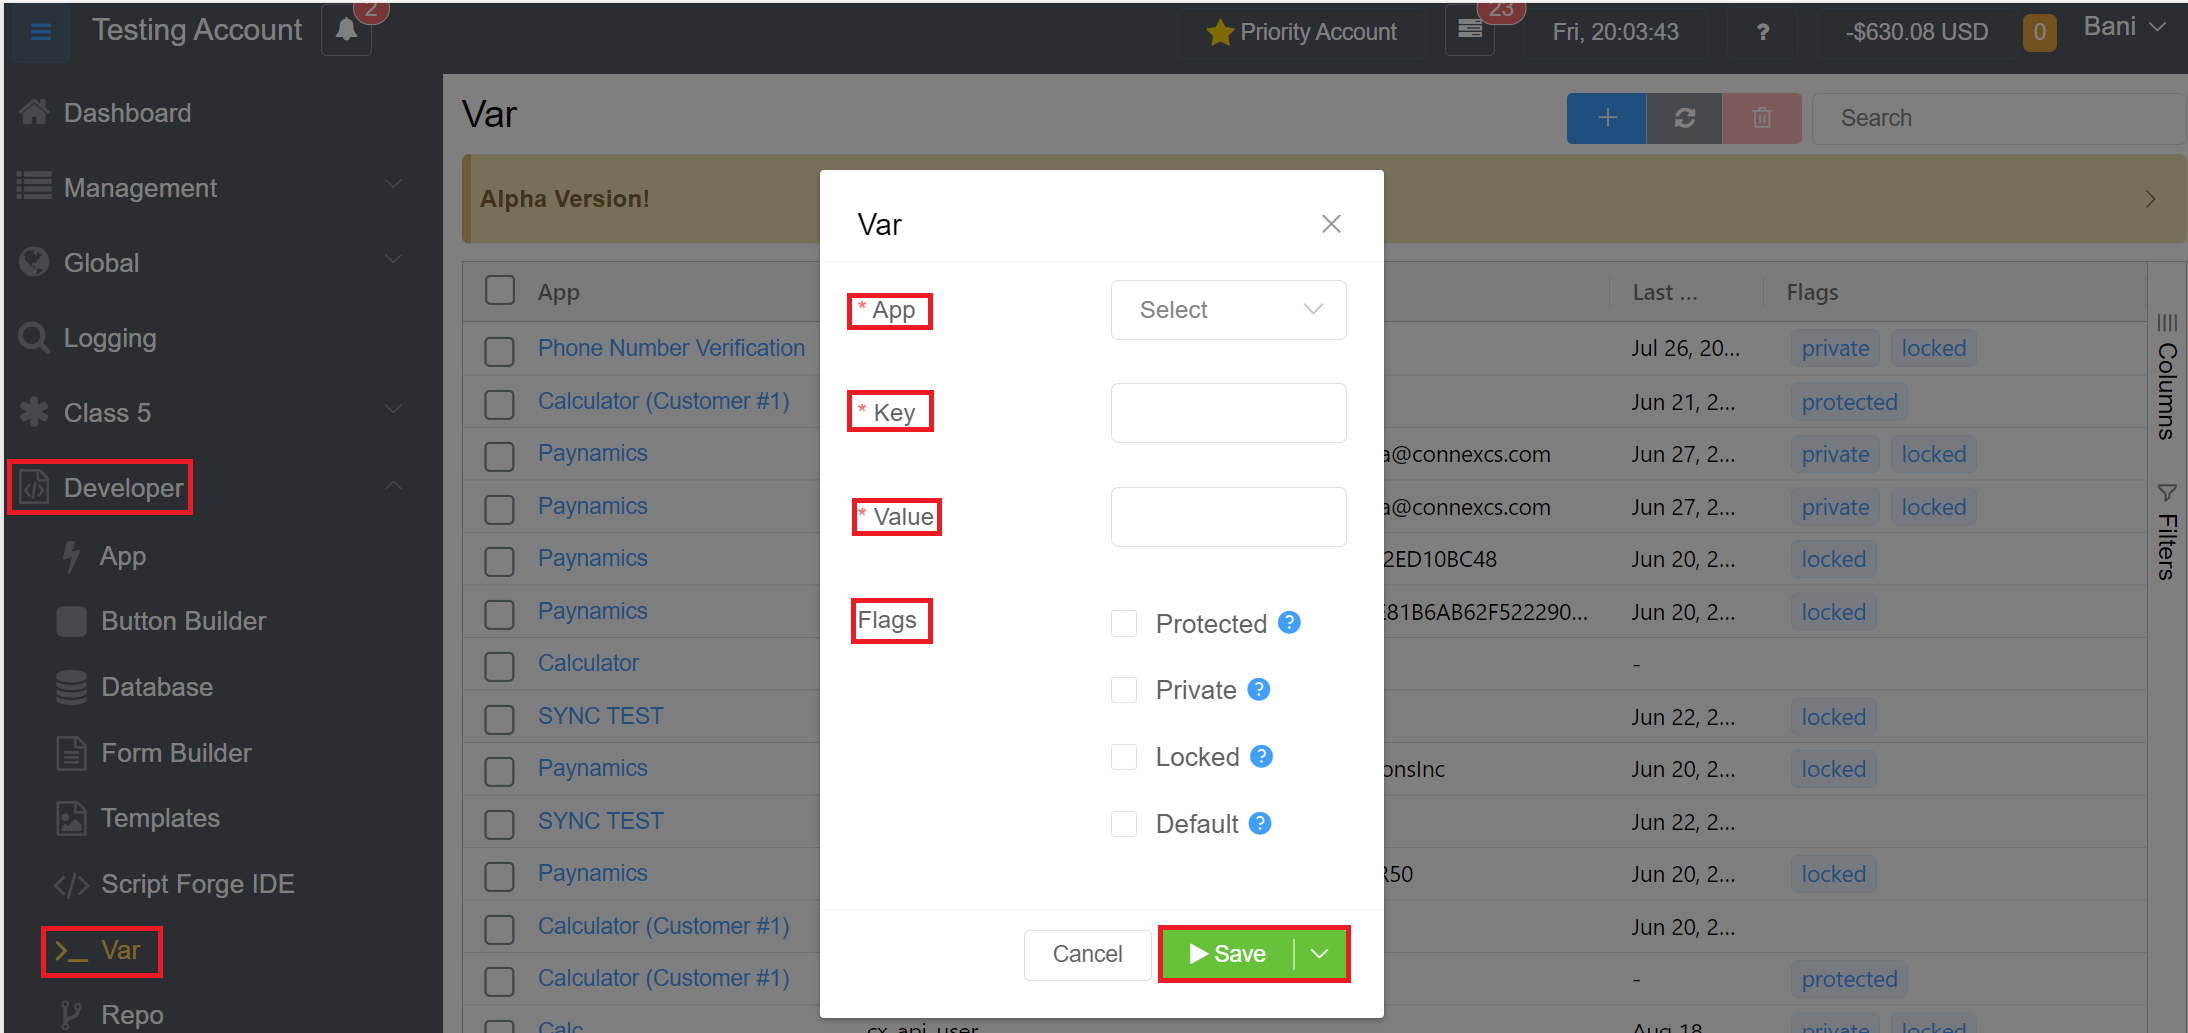 Testing Account
2
Priority Account
23
Fri, 20:03:43
?
-$630.08 USD
0
Bani
Dashboard
Management
Global
Logging
Class 5
Developer
App
Button Builder
Database
Form Builder
Templates
Script Forge IDE
Var
Repo
Var
Search
Alpha Version!
App
Last ...
Flags
Phone Number Verification
Jul 26, 20...
private locked
Calculator (Customer #1)
Jun 21, 2...
protected
Paynamics
a@connexcs.com
Jun 27, 2...
private locked
Paynamics
a@connexcs.com
Jun 27, 2...
private locked
Paynamics
2ED10BC48
Jun 20, 2...
locked
Paynamics
81B6AB62F522290...
Jun 20, 2...
locked
Calculator
-
SYNC TEST
Jun 22, 2...
locked
Paynamics
onsInc
Jun 20, 2...
locked
SYNC TEST
Jun 22, 2...
Paynamics
R50
Jun 20, 2...
locked
Calculator (Customer #1)
Jun 20, 2...
Calculator (Customer #1)
-
protected
Calc
cx_api_user
Aug 18
private locked
Columns
Filters
Var
* App
Select
* Key
* Value
Flags
Protected ?
Private ?
Locked ?
Default ?
Cancel
Save